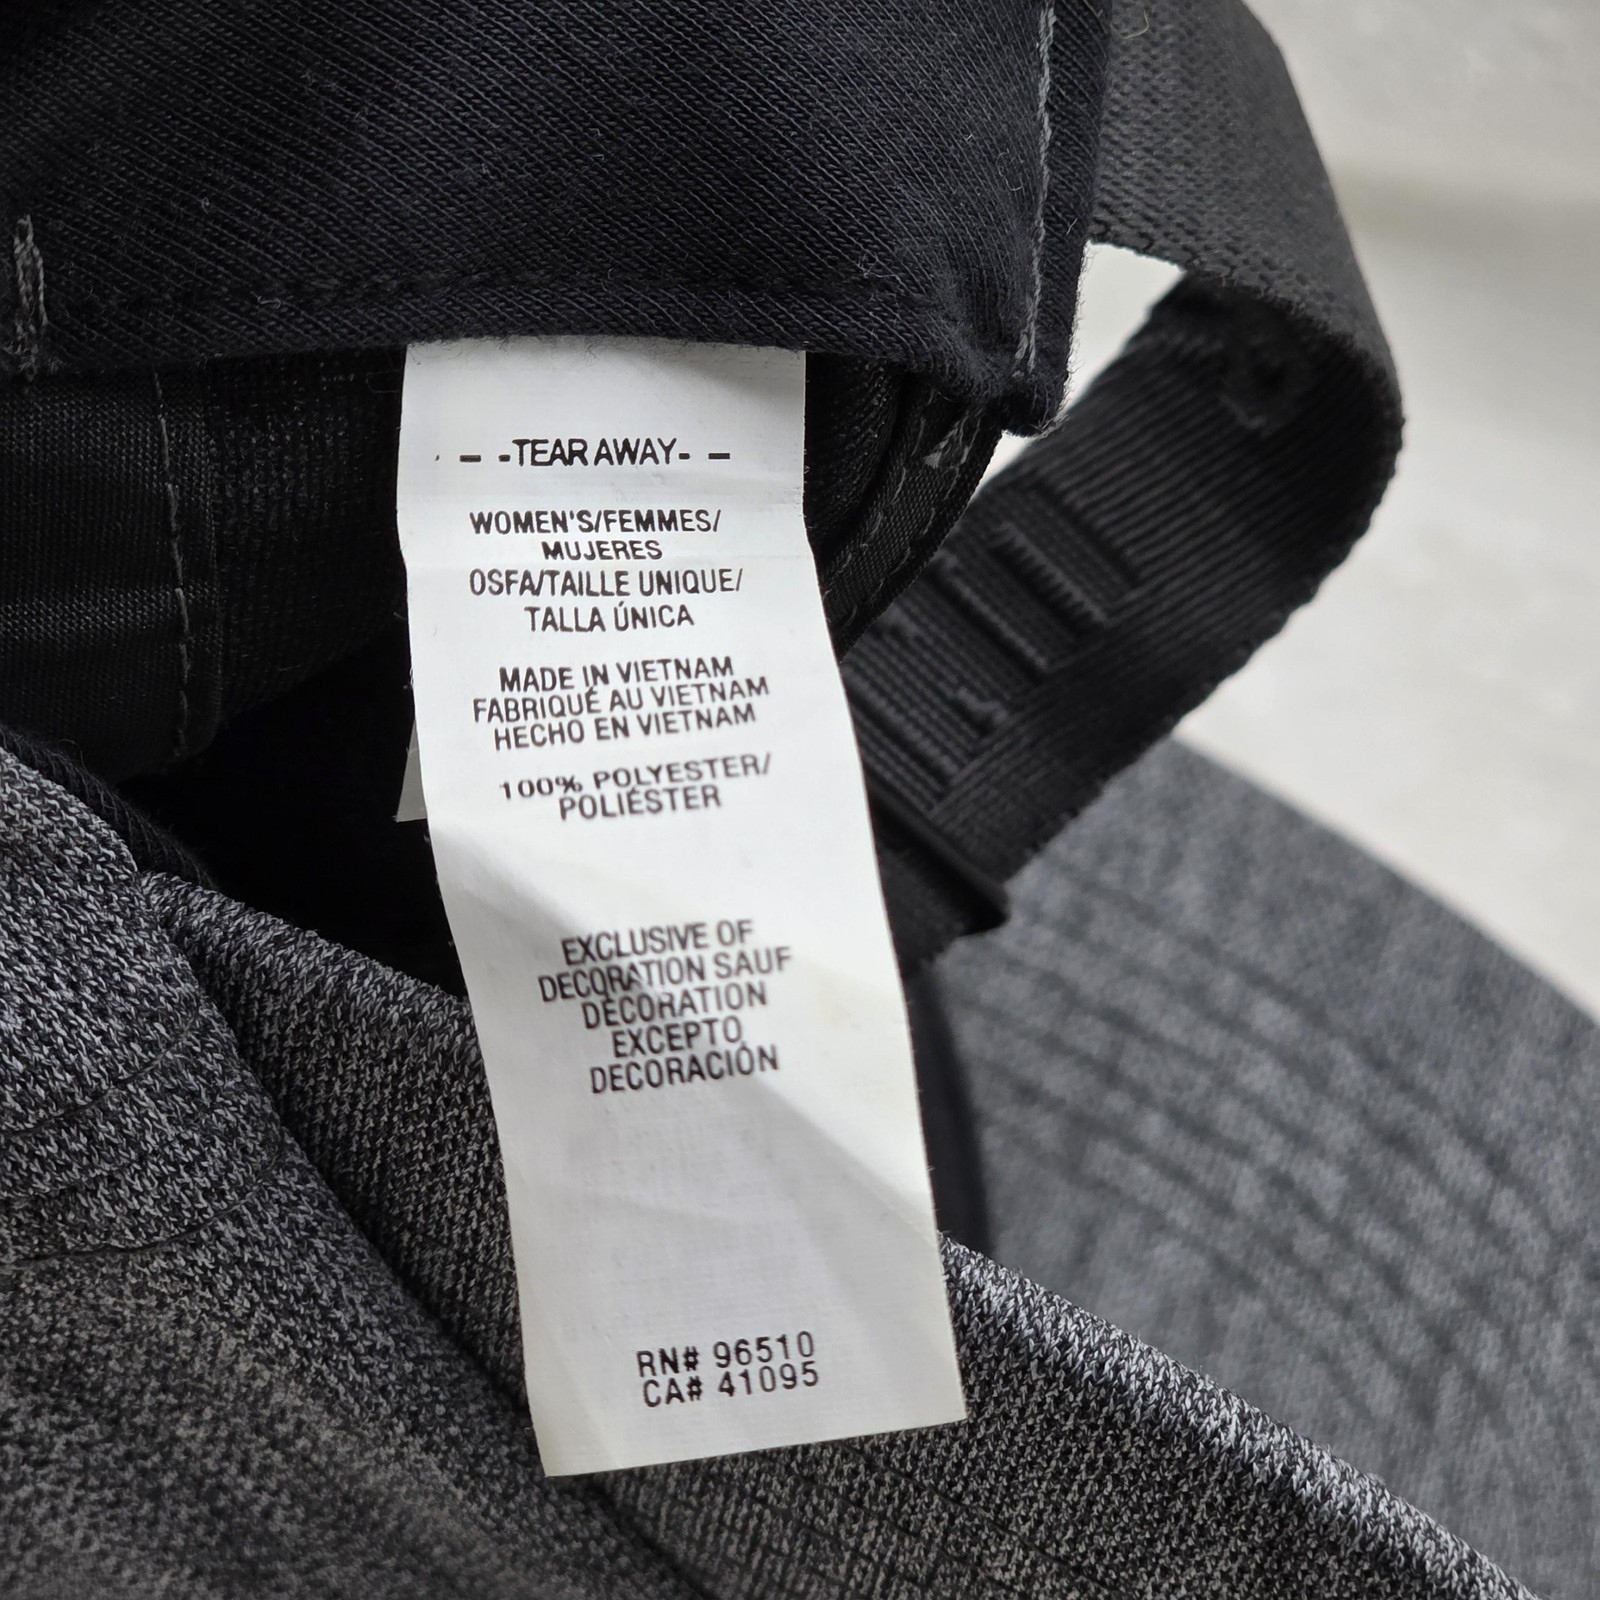 - - -TEAR AWAY- -
WOMEN'S/FEMMES/
MUJERES
OSFA/TAILLE UNIQUE/
TALLA ÚNICA
MADE IN VIETNAM
FABRIQUÉ AU VIETNAM
HECHO EN VIETNAM
100% POLYESTER/
POLIÉSTER
EXCLUSIVE OF
DECORATION SAUF
DÉCORATION
EXCEPTO
DECORACIÓN
RN# 96510
CA# 41095